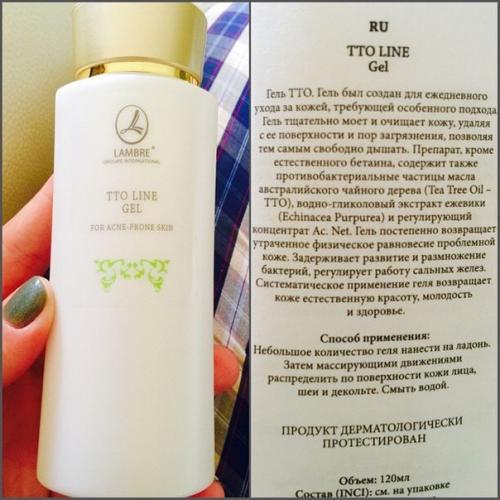 LAMBRE®
GROUPE INTERNATIONAL
TTO LINE
GEL
FOR ACNE-PRONE SKIN
RU
TTO LINE
Gel
Гель ТТО. Гель был создан для ежедневного
ухода за кожей, требующей особенного подхода.
Гель тщательно моет и очищает кожу, удаляя
с ее поверхности и пор загрязнения, позволяя
тем самым свободно дышать. Препарат, кроме
естественного бетаина, содержит также
противобактериальные частицы масла
австралийского чайного дерева (Tea Tree Oil –
TTO), водно-гликоловый экстракт ежевики
(Echinacea Purpurea) и регулирующий
концентрат Ac. Net. Гель постепенно возвращает
утраченное физическое равновесие проблемной
коже. Задерживает развитие и размножение
бактерий, регулирует работу сальных желез.
Систематическое применение геля возвращает
коже естественную красоту, молодость
и здоровье.
Способ применения:
Небольшое количество геля нанести на ладонь.
Затем массирующими движениями
распределить по поверхности кожи лица,
шеи и декольте. Смыть водой.
ПРОДУКТ ДЕРМАТОЛОГИЧЕСКИ
ПРОТЕСТИРОВАН
Объем: 120мл
Состав (INCI): см. на упаковке